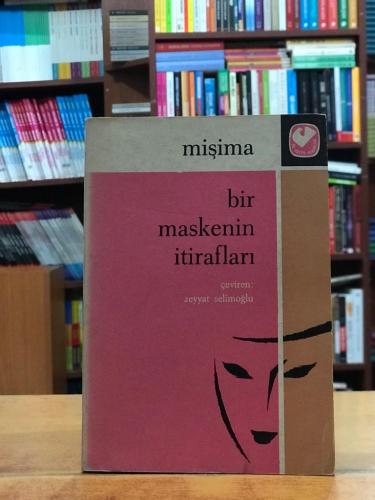 mişima
bir
maskenin
itirafları
çeviren:
zeyyat selimoğlu